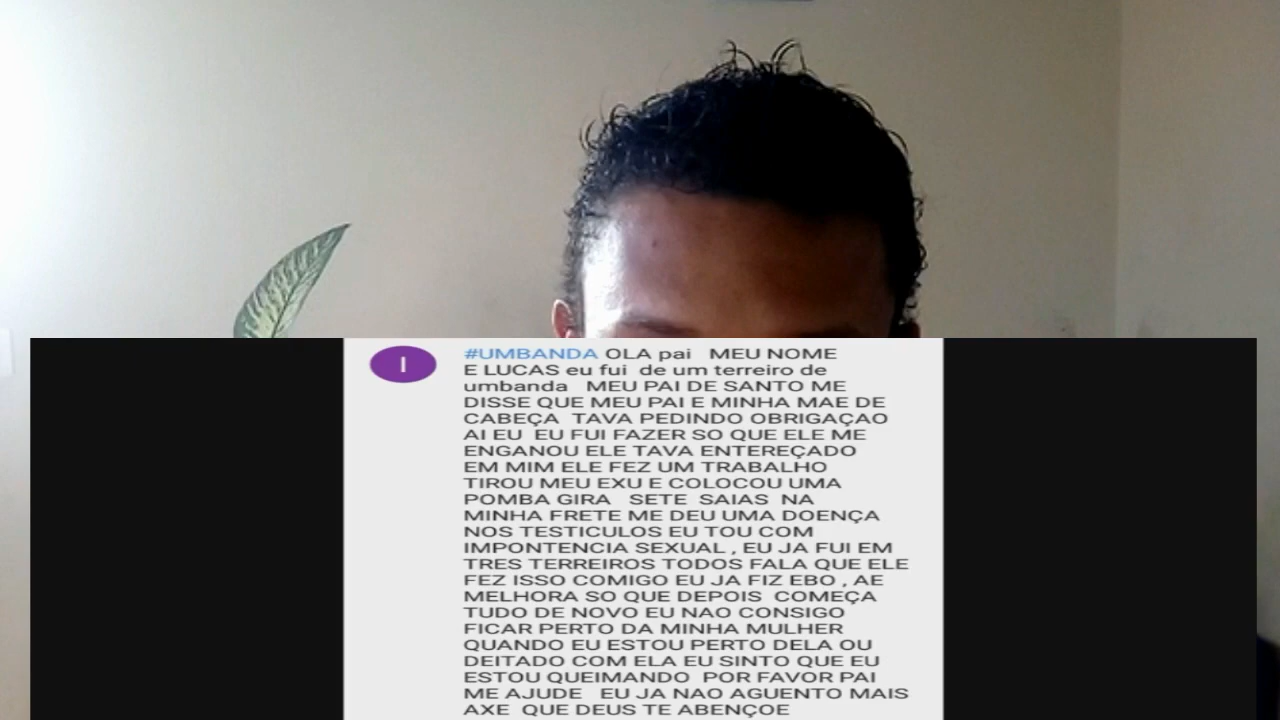 I
#UMBANDA OLA pai MEU NOME
E LUCAS eu fui de um terreiro de
umbanda MEU PAI DE SANTO ME
DISSE QUE MEU PAI E MINHA MAE DE
CABEÇA TAVA PEDINDO OBRIGAÇAO
AI EU EU FUI FAZER SO QUE ELE ME
ENGANOU ELE TAVA ENTEREÇADO
EM MIM ELE FEZ UM TRABALHO
TIROU MEU EXU E COLOCOU UMA
POMBA GIRA SETE SAIAS NA
MINHA FRETE ME DEU UMA DOENÇA
NOS TESTICULOS EU TOU COM
IMPONTENCIA SEXUAL , EU JA FUI EM
TRES TERREIROS TODOS FALA QUE ELE
FEZ ISSO COMIGO EU JA FIZ EBO , AE
MELHORA SO QUE DEPOIS COMEÇA
TUDO DE NOVO EU NAO CONSIGO
FICAR PERTO DA MINHA MULHER
QUANDO EU ESTOU PERTO DELA OU
DEITADO COM ELA EU SINTO QUE EU
ESTOU QUEIMANDO POR FAVOR PAI
ME AJUDE EU JA NAO AGUENTO MAIS
AXE QUE DEUS TE ABENÇOE